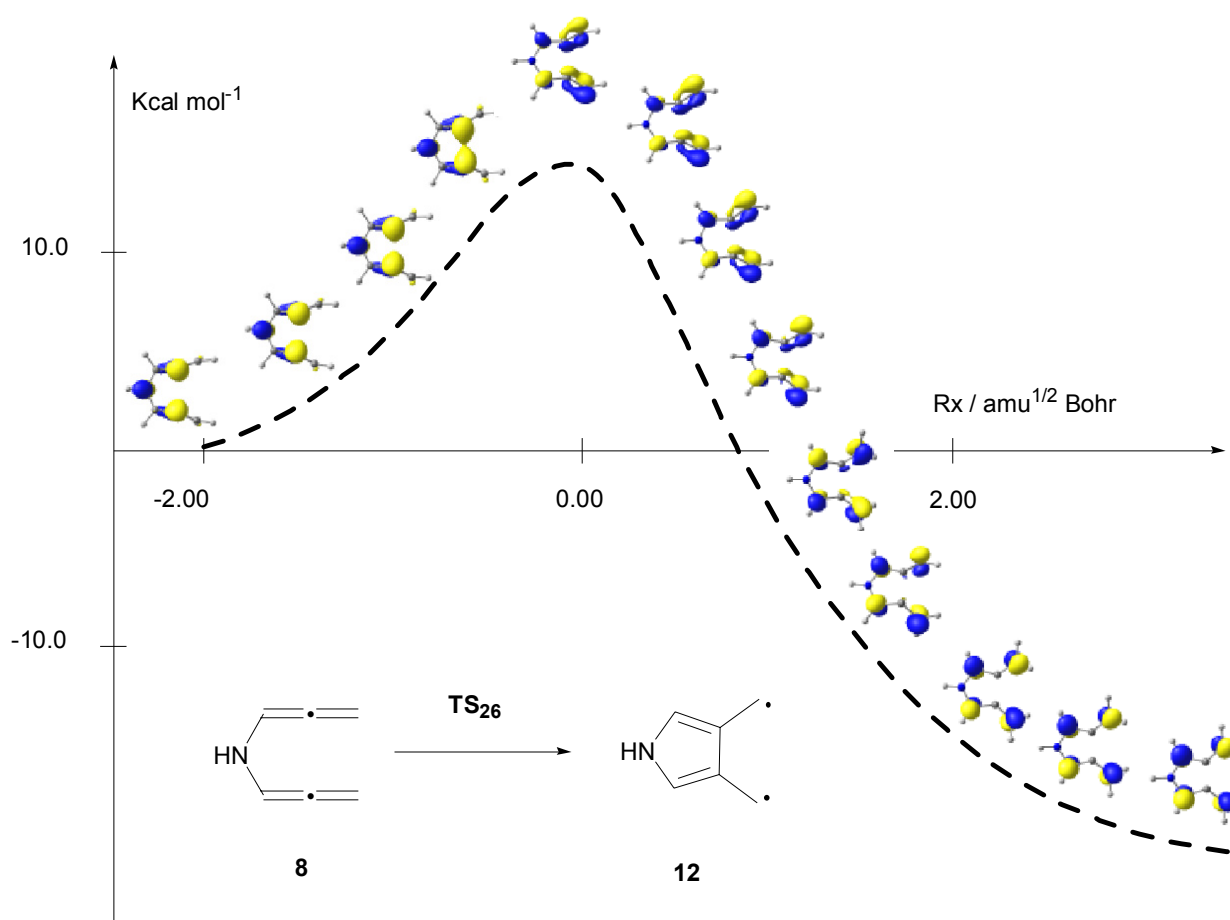 Kcal mol-1
10.0
Rx / amu1/2 Bohr
-2.00 0.00 2.00
-10.0
TS26
HN HN
8 12